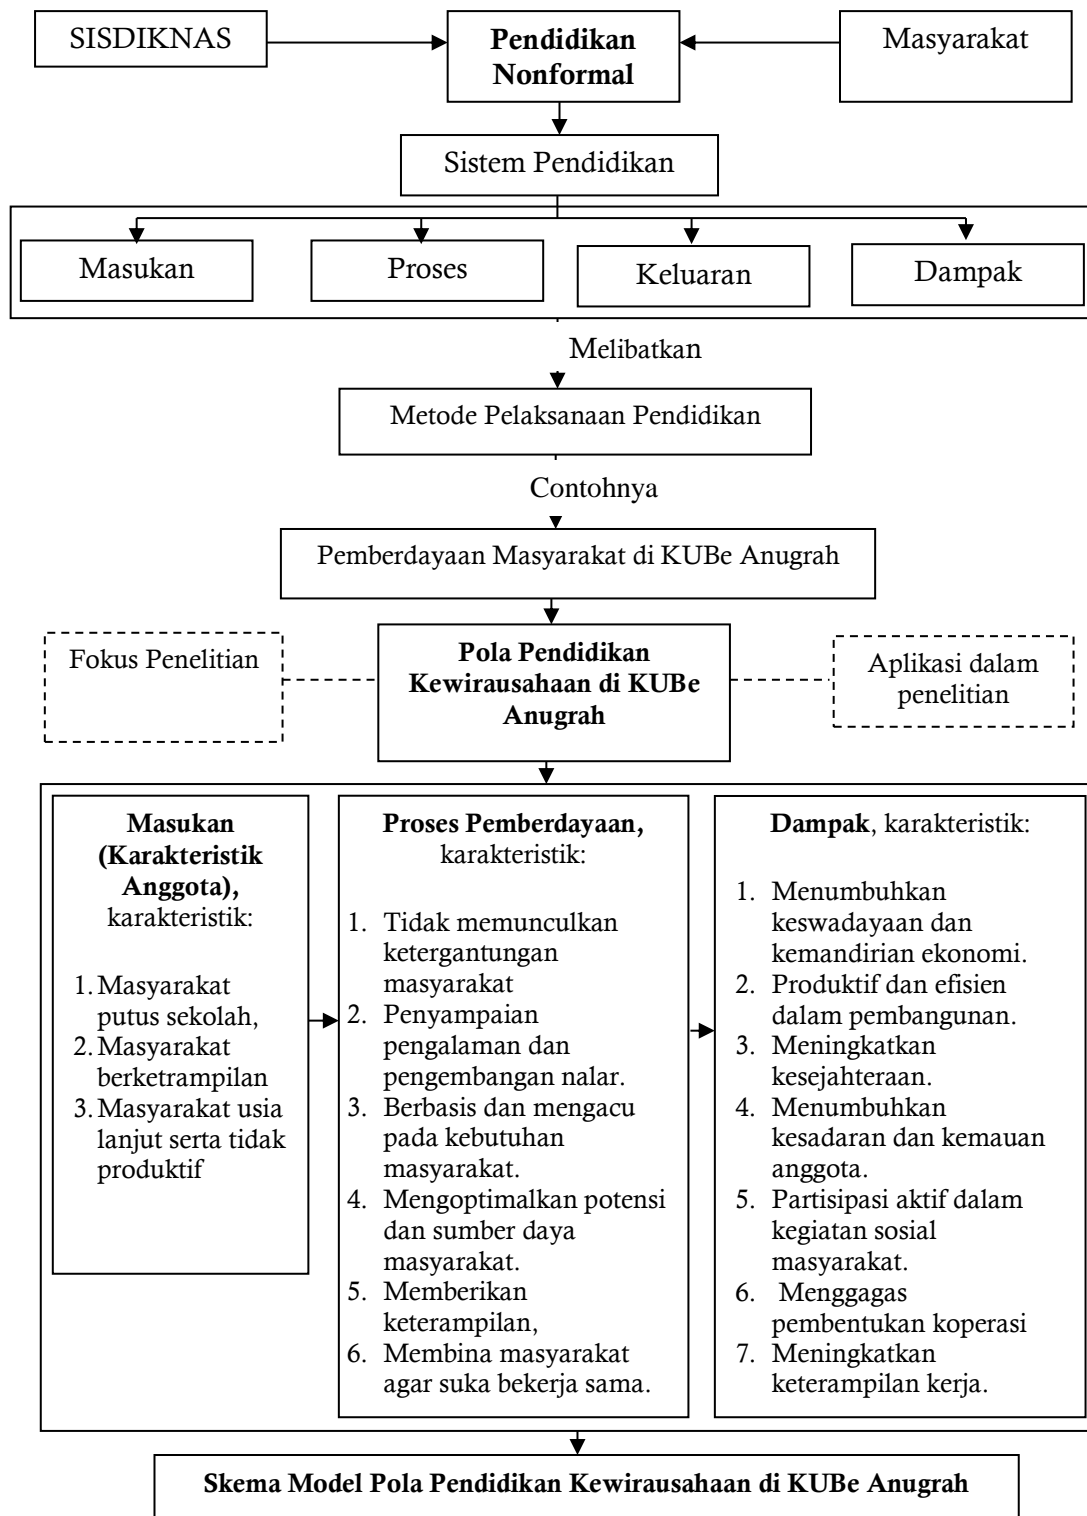 SISDIKNAS
Pendidikan
Nonformal
Masyarakat
Sistem Pendidikan
Masukan
Proses
Keluaran
Dampak
Melibatkan
Metode Pelaksanaan Pendidikan
Contohnya
Pemberdayaan Masyarakat di KUBe Anugrah
Fokus Penelitian
Pola Pendidikan
Kewirausahaan di KUBe
Anugrah
Aplikasi dalam
penelitian
Masukan
(Karakteristik
Anggota),
karakteristik:
1. Masyarakat
putus sekolah,
2. Masyarakat
berketrampilan
3. Masyarakat usia
lanjut serta tidak
produktif
Proses Pemberdayaan,
karakteristik:
1. Tidak memunculkan
ketergantungan
masyarakat
2. Penyampaian
pengalaman dan
pengembangan nalar.
3. Berbasis dan mengacu
pada kebutuhan
masyarakat.
4. Mengoptimalkan potensi
dan sumber daya
masyarakat.
5. Memberikan
keterampilan,
6. Membina masyarakat
agar suka bekerja sama.
Dampak, karakteristik:
1. Menumbuhkan
keswadayaan dan
kemandirian ekonomi.
2. Produktif dan efisien
dalam pembangunan.
3. Meningkatkan
kesejahteraan.
4. Menumbuhkan
kesadaran dan kemauan
anggota.
5. Partisipasi aktif dalam
kegiatan sosial
masyarakat.
6. Menggagas
pembentukan koperasi
7. Meningkatkan
keterampilan kerja.
Skema Model Pola Pendidikan Kewirausahaan di KUBe Anugrah